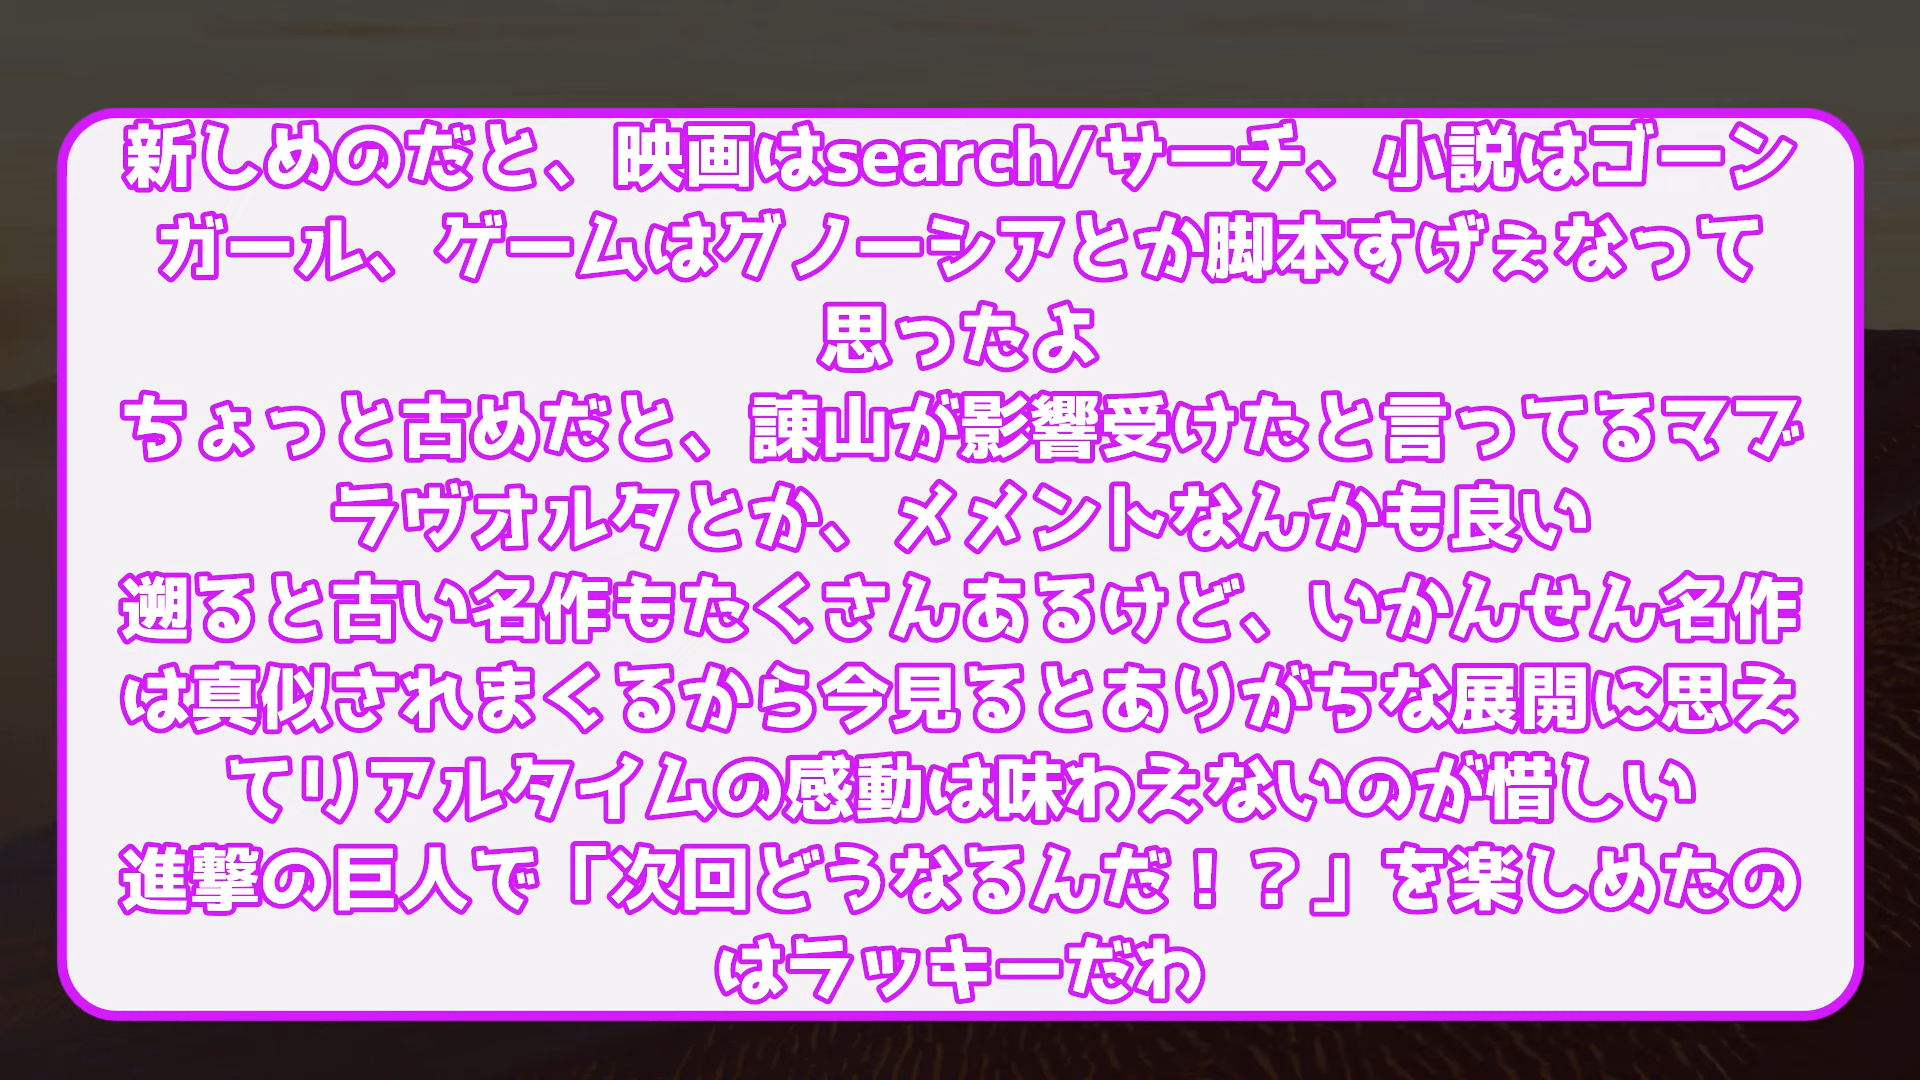 新しめのだと、映画はsearch/サーチ、小説はゴーン
ガール、ゲームはグノーシアとか脚本すげぇなって
思ったよ
ちょっと古めだと、諫山が影響受けたと言ってるマブ
ラヴオルタとか、メメントなんかも良い
遡ると古い名作もたくさんあるけど、いかんせん名作
は真似されまくるから今見るとありがちな展開に思え
てリアルタイムの感動は味わえないのが惜しい
進撃の巨人で「次回どうなるんだ！？」を楽しめたの
はラッキーだわ